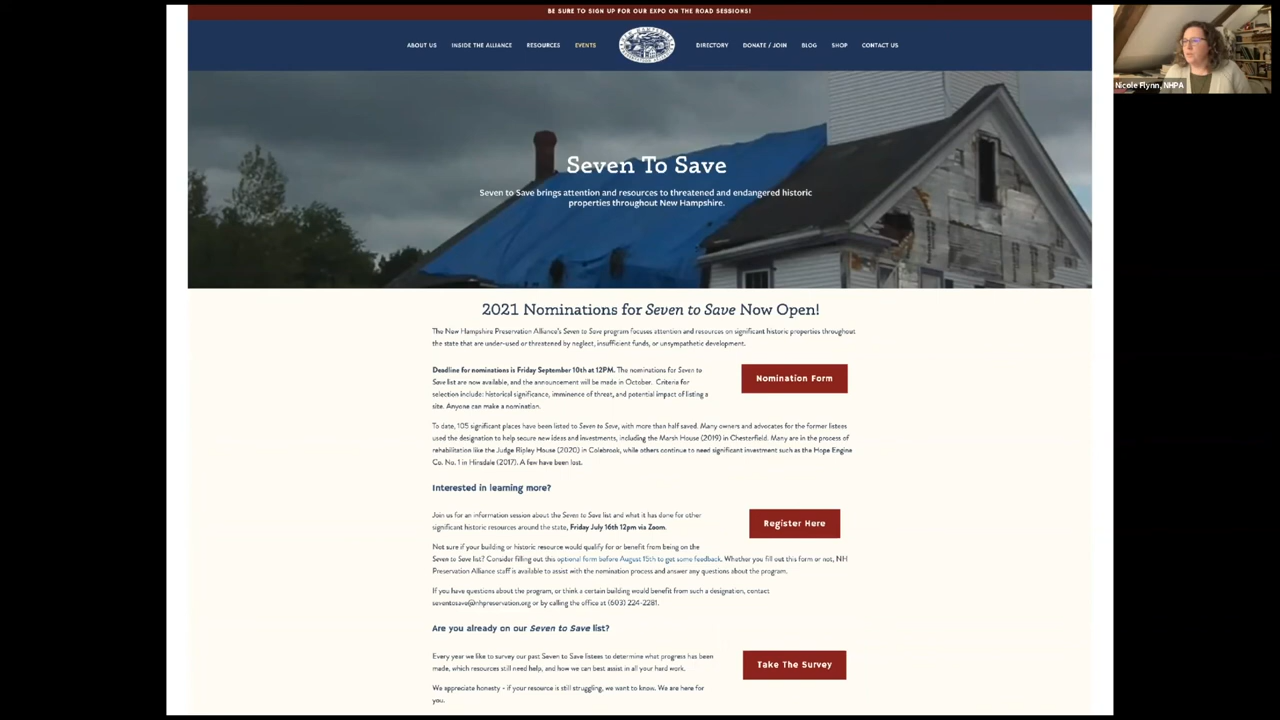 BE SURE TO SIGN UP FOR OUR EXPO ON THE ROAD SESSIONS!
ABOUT US INSIDE THE ALLIANCE RESOURCES EVENTS DIRECTORY DONATE / JOIN BLOG SHOP CONTACT US
Nicole Flynn, NHPA
Seven To Save
Seven to Save brings attention and resources to threatened and endangered historic
properties throughout New Hampshire.
2021 Nominations for Seven to Save Now Open!
The New Hampshire Preservation Alliance's Seven to Save program focuses attention and resources on significant historic properties throughout
the state that are under-used or threatened by neglect, insufficient funds, or unsympathetic development.
Deadline for nominations is Friday September 10th at 12PM. The nominations for Seven to
Save list are now available, and the announcement will be made in October. Criteria for
selection include: historical significance, imminence of threat, and potential impact of listing a
site. Anyone can make a nomination.
Nomination Form
To date, 105 significant places have been listed to Seven to Save, with more than half saved. Many owners and advocates for the former listees
used the designation to help secure new ideas and investments, including the Marsh House (2019) in Chesterfield. Many are in the process of
rehabilitation like the Judge Ripley House (2020) in Colebrook, while others continue to need significant investment such as the Hope Engine
Co. No. 1 in Hinsdale (2017). A few have been lost.
Interested in learning more?
Join us for an information session about the Seven to Save list and what it has done for other
significant historic resources around the state, Friday July 16th 12pm via Zoom.
Register Here
Not sure if your building or historic resource would qualify for or benefit from being on the
Seven to Save list? Consider filling out this optional form before August 15th to get some feedback. Whether you fill out this form or not, NH
Preservation Alliance staff is available to assist with the nomination process and answer any questions about the program.
If you have questions about the program, or think a certain building would benefit from such a designation, contact
seventosave@nhpreservation.org or by calling the office at (603) 224-2281.
Are you already on our Seven to Save list?
Every year we like to survey our past Seven to Save listees to determine what progress has been
made, which resources still need help, and how we can best assist in all your hard work.
Take The Survey
We appreciate honesty - if your resource is still struggling, we want to know. We are here for
you.